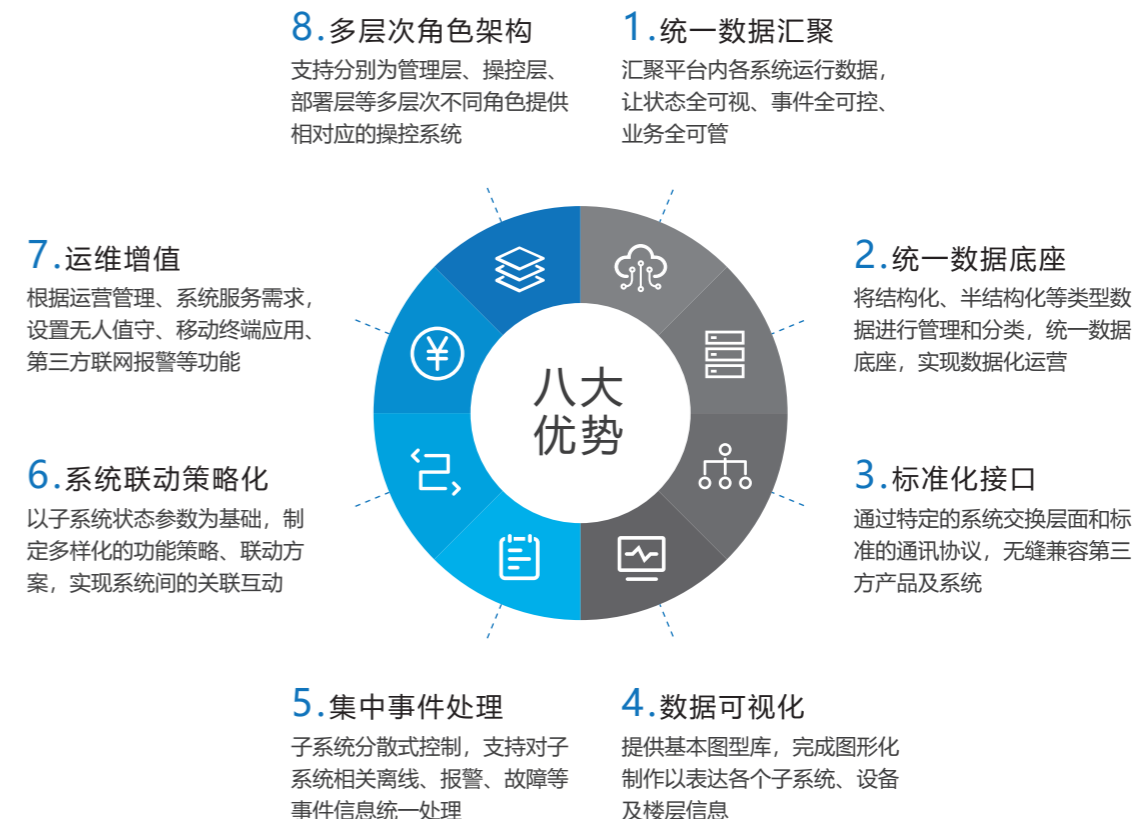 八大
优势
1.统一数据汇聚
汇聚平台内各系统运行数据，
让状态全可视、事件全可控、
业务全可管
2.统一数据底座
将结构化、半结构化等类型数
据进行管理和分类，统一数据
底座，实现数据化运营
3.标准化接口
通过特定的系统交换层面和标
准的通讯协议，无缝兼容第三
方产品及系统
4.数据可视化
提供基本图型库，完成图形化
制作以表达各个子系统、设备
及楼层信息
5.集中事件处理
子系统分散式控制，支持对子
系统相关离线、报警、故障等
事件信息统一处理
6.系统联动策略化
以子系统状态参数为基础，制
定多样化的功能策略、联动方
案，实现系统间的关联互动
7.运维增值
根据运营管理、系统服务需求，
设置无人值守、移动终端应用、
第三方联网报警等功能
8.多层次角色架构
支持分别为管理层、操控层、
部署层等多层次不同角色提供
相对应的操控系统